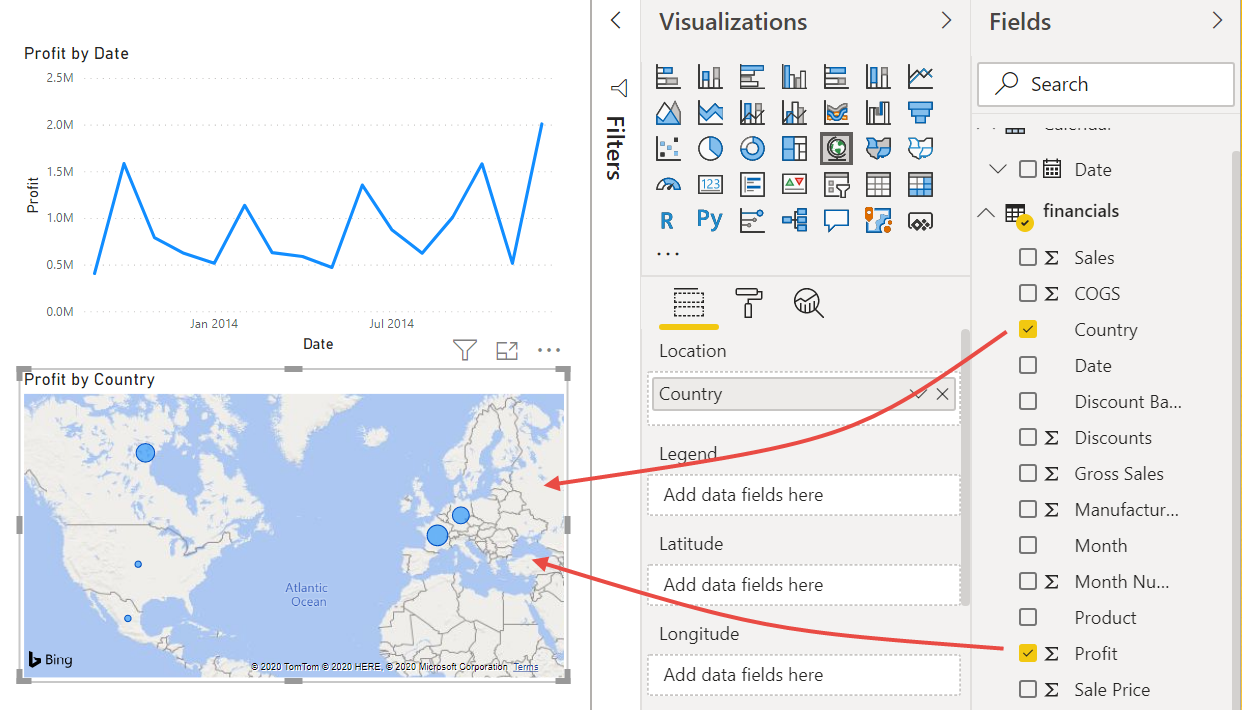 Profit by Date
2.5M
2.0M
1.5M
1.0M
0.5M
0.0M
Profit
Jan 2014
Jul 2014
Date
Profit by Country
Atlantic
Ocean
Bing
© 2020 TomTom © 2020 HERE, © 2020 Microsoft Corporation Terms
Filters
Visualizations
123
R
Py
Location
Country
Legend
Add data fields here
Latitude
Add data fields here
Longitude
Add data fields here
Fields
Search
Calendar
Date
financials
Σ Sales
Σ COGS
Country
Date
Discount Ba...
Σ Discounts
Σ Gross Sales
Σ Manufactur...
Month
Σ Month Nu...
Product
Σ Profit
Σ Sale Price